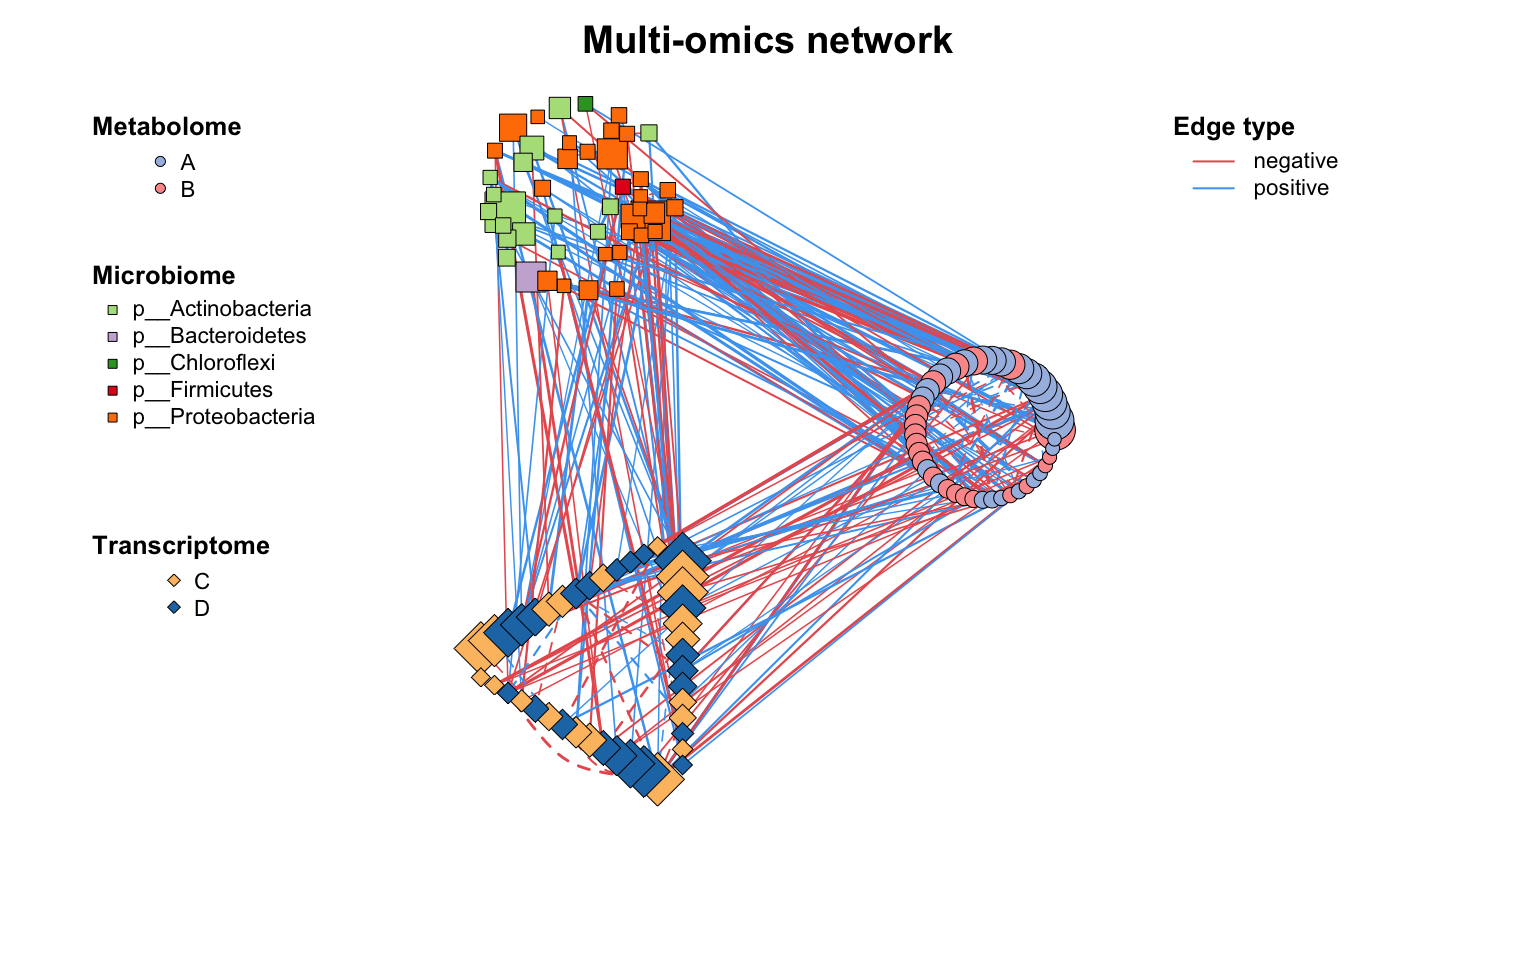 Multi-omics network
Metabolome
A
B
Microbiome
p__Actinobacteria
p__Bacteroidetes
p__Chloroflexi
p__Firmicutes
p__Proteobacteria
Transcriptome
C
D
Edge type
negative
positive